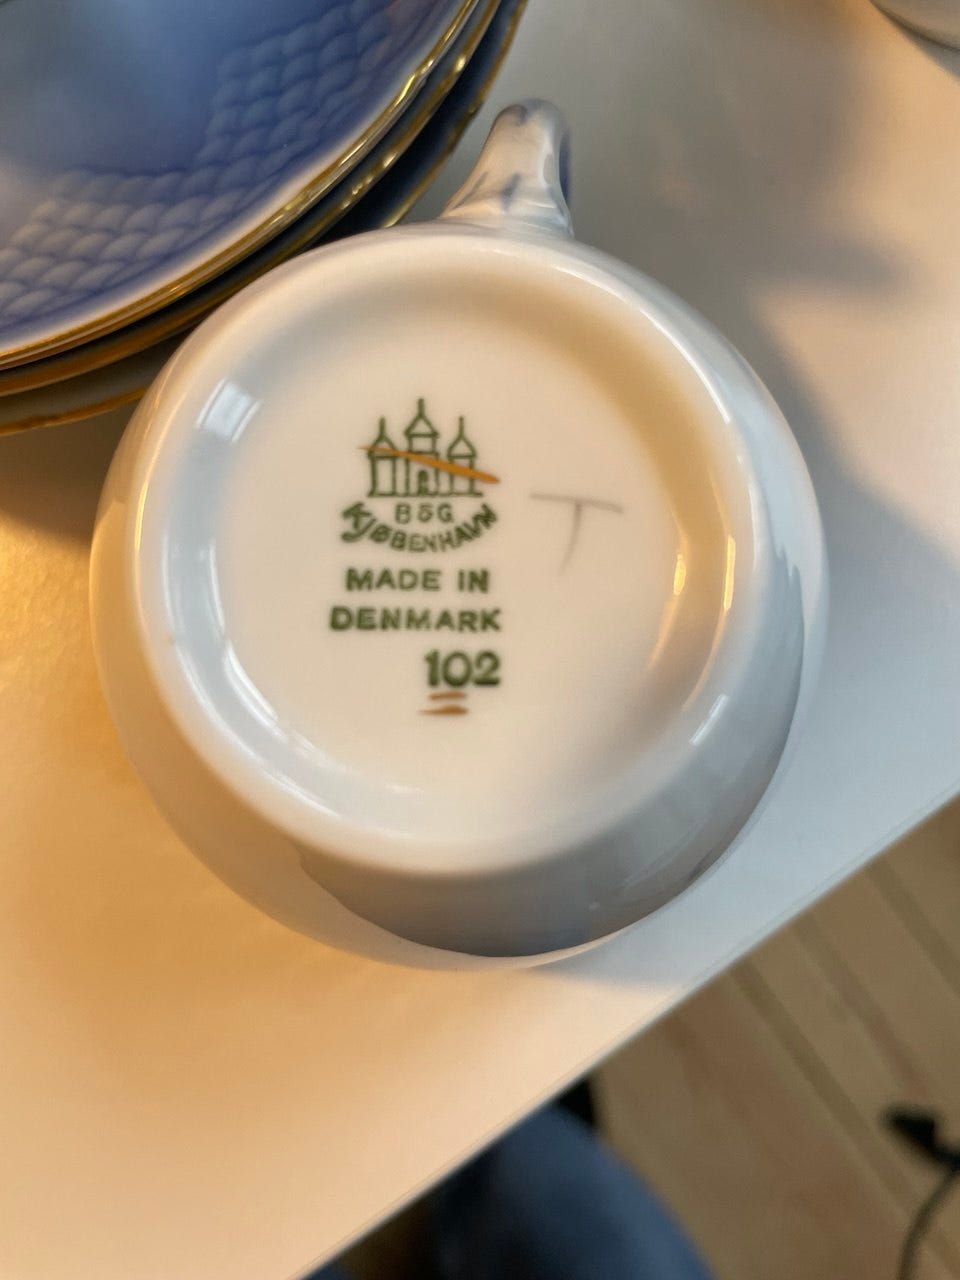 B&G
KJØBENHAVN
MADE IN
DENMARK
102
T